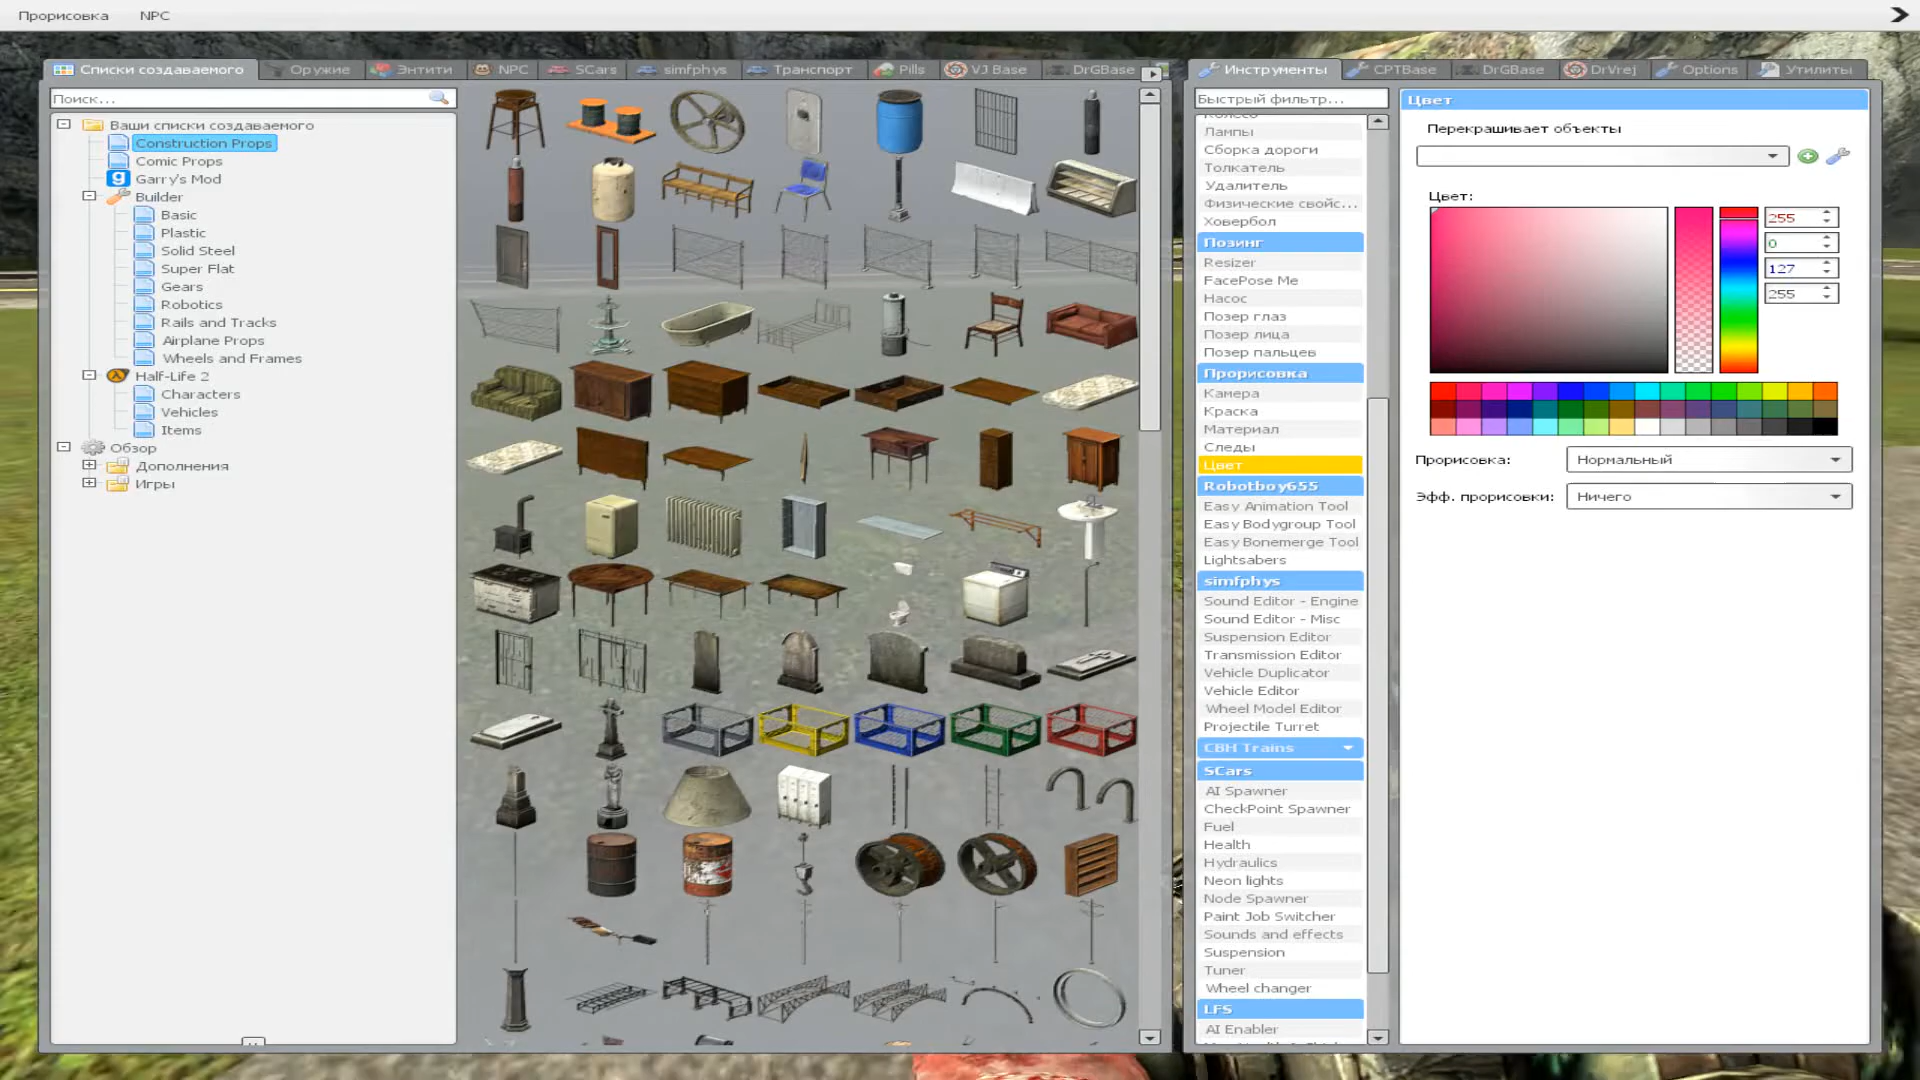 Прорисовка NPC
Списки создаваемого Оружие Энтити NPC SCars simfphys Транспорт Pills VJ Base DrGBase
Поиск...
Ваши списки создаваемого
Construction Props
Comic Props
Garry's Mod
Builder
Basic
Plastic
Solid Steel
Super Flat
Gears
Robotics
Rails and Tracks
Airplane Props
Wheels and Frames
Half-Life 2
Characters
Vehicles
Items
Обзор
Дополнения
Игры
Инструменты CPTBase DrGBase DrVrej Options Утилиты
Быстрый фильтр...
Колесо
Лампы
Сборка дороги
Толкатель
Удалитель
Физические свойс...
Ховербол
Позинг
Resizer
FacePose Me
Насос
Позер глаз
Позер лица
Позер пальцев
Прорисовка
Камера
Краска
Материал
Следы
Цвет
Robotboy655
Easy Animation Tool
Easy Bodygroup Tool
Easy Bonemerge Tool
Lightsabers
simfphys
Sound Editor - Engine
Sound Editor - Misc
Suspension Editor
Transmission Editor
Vehicle Duplicator
Vehicle Editor
Wheel Model Editor
Projectile Turret
CBH Trains
SCars
AI Spawner
CheckPoint Spawner
Fuel
Health
Hydraulics
Neon lights
Node Spawner
Paint Job Switcher
Sounds and effects
Suspension
Tuner
Wheel changer
LFS
AI Enabler
Цвет
Перекрашивает объекты
Цвет:
255
0
127
255
Прорисовка: Нормальный
Эфф. прорисовки: Ничего